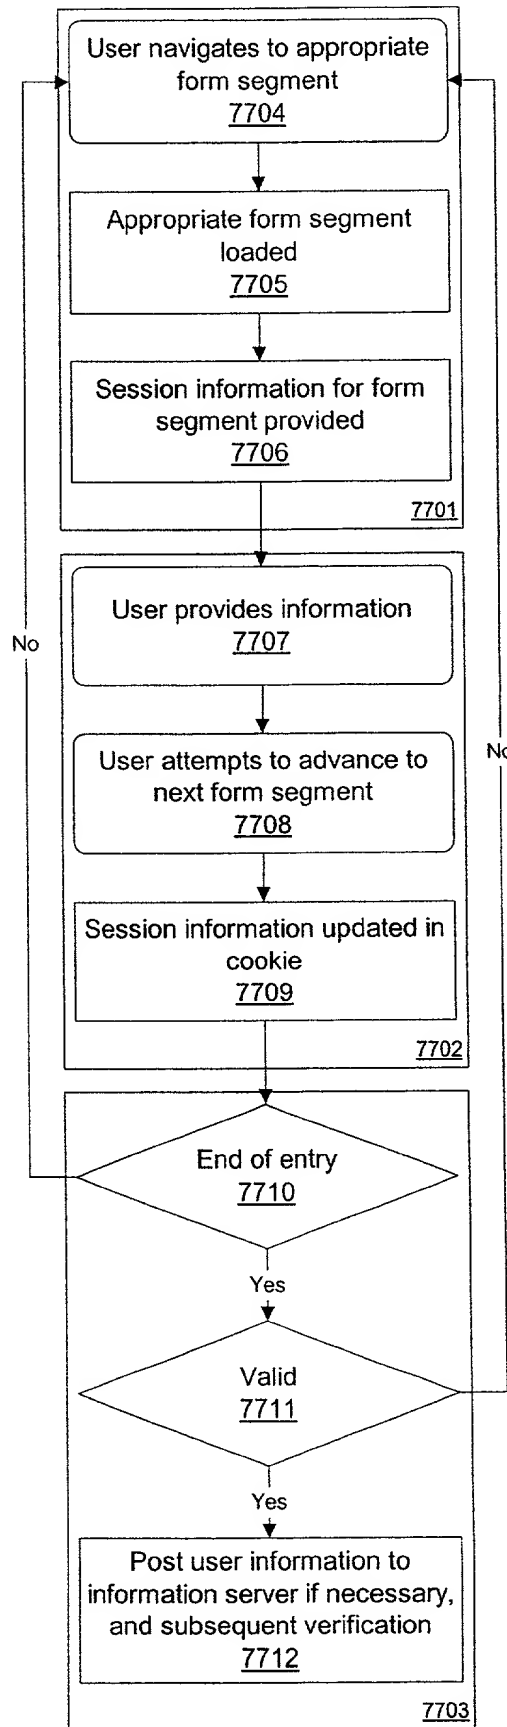 User navigates to appropriate
form segment
7704
Appropriate form segment
loaded
7705
Session information for form
segment provided
7706
7701
User provides information
7707
No
User attempts to advance to
next form segment
7708
No
Session information updated in
cookie
7709
7702
End of entry
7710
Yes
Valid
7711
Yes
Post user information to
information server if necessary,
and subsequent verification
7712
7703